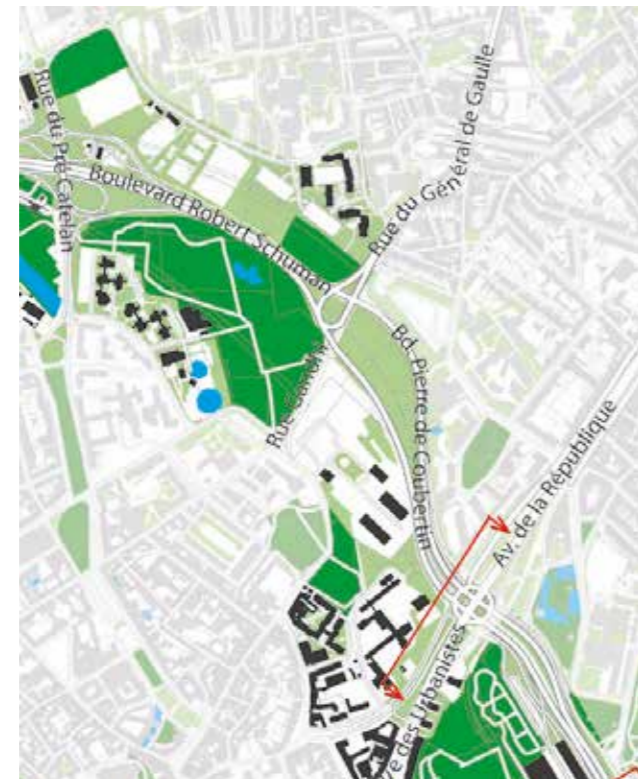 Rue du Pré Catelan
Boulevard Robert Schuman
Rue du Général de Gaulle
Bd. Pierre de Coubertin
Av. de la République
des Urbanistes